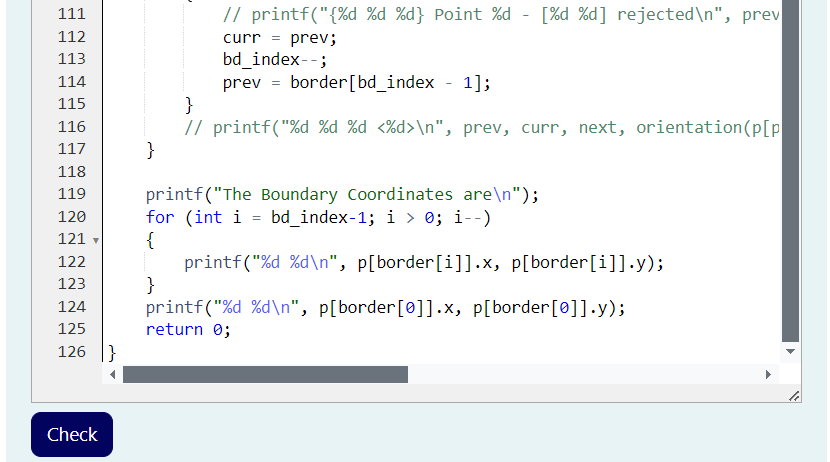 111 // printf("{%d %d %d} Point %d - [%d %d] rejected\n", prev
112 curr = prev;
113 bd_index--;
114 prev = border[bd_index - 1];
115 }
116 // printf("%d %d %d <%d>\n", prev, curr, next, orientation(p[p
117 }
118
119 printf("The Boundary Coordinates are\n");
120 for (int i = bd_index-1; i > 0; i--)
121 {
122 printf("%d %d\n", p[border[i]].x, p[border[i]].y);
123 }
124 printf("%d %d\n", p[border[0]].x, p[border[0]].y);
125 return 0;
126 }
Check